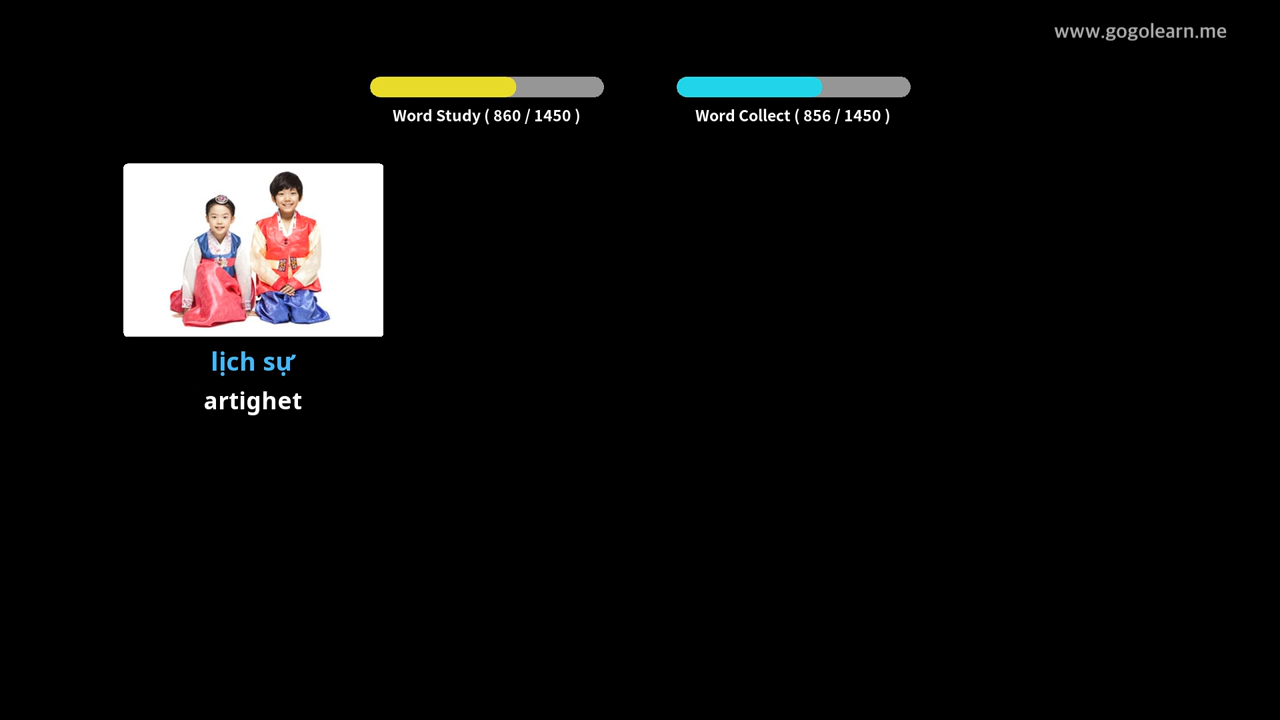 www.gogolearn.me
Word Study ( 860 / 1450 )
Word Collect ( 856 / 1450 )
lịch sự
artighet